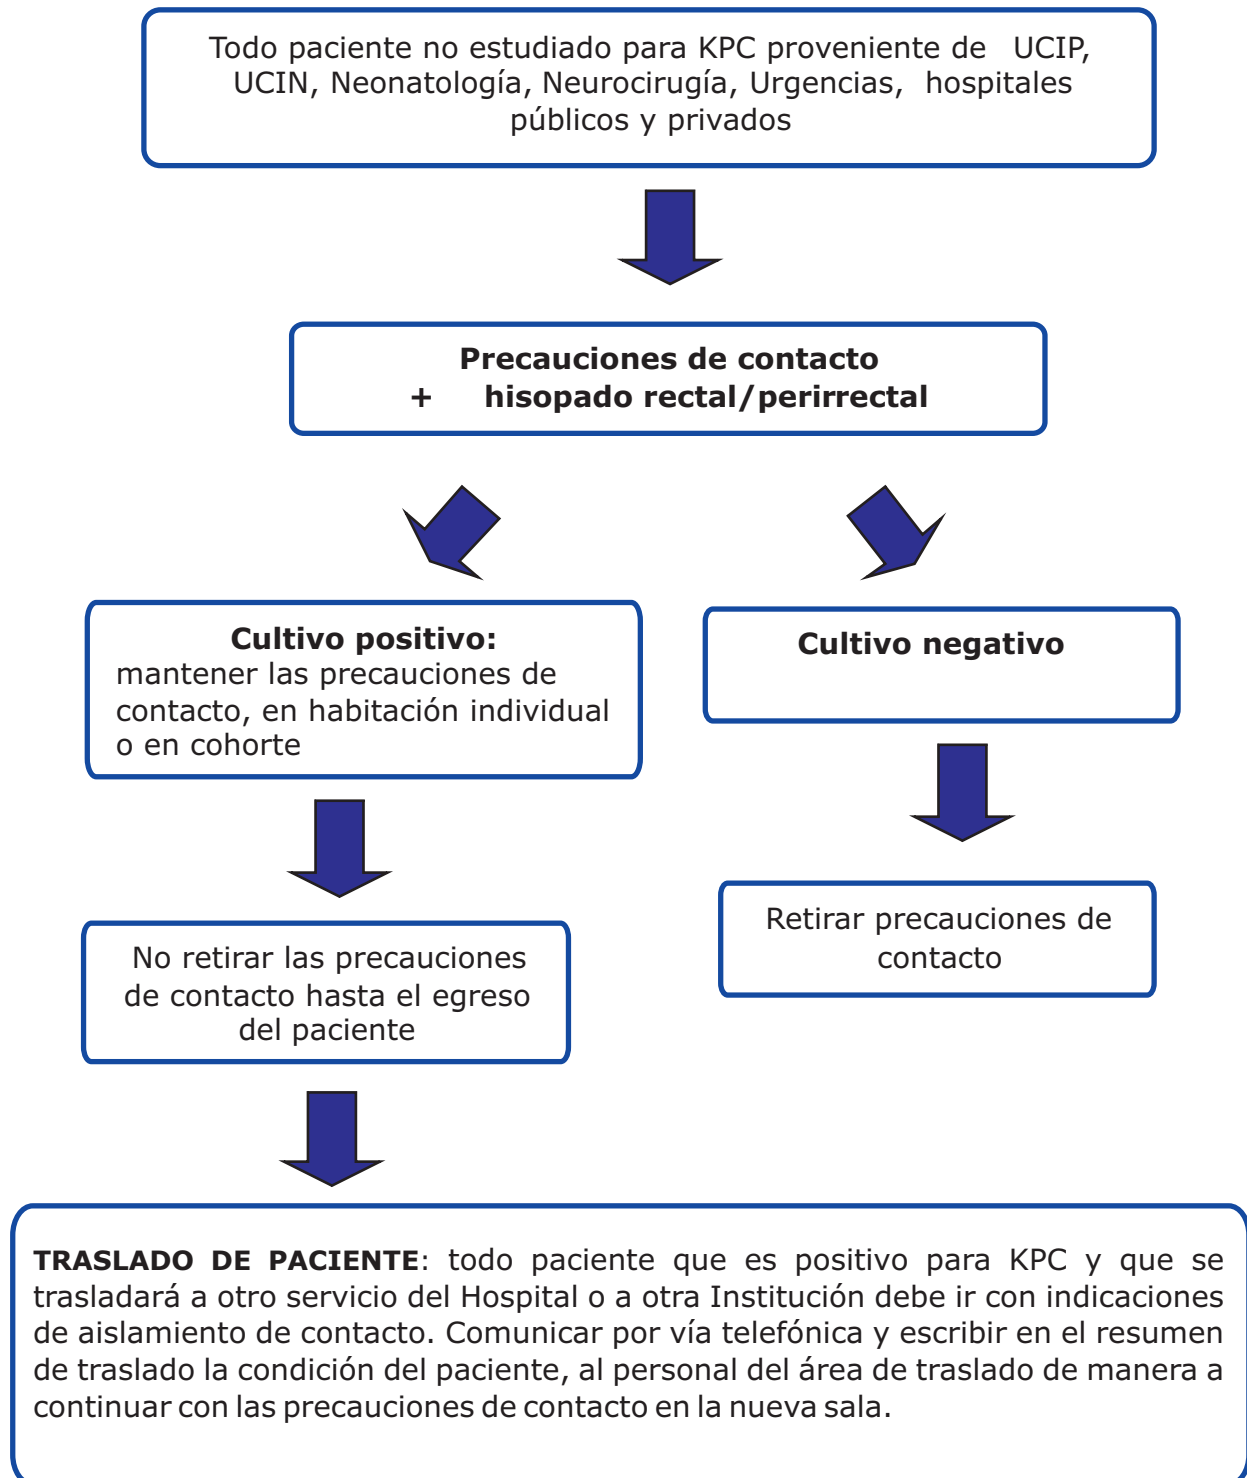 Todo paciente no estudiado para KPC proveniente de UCIP,
UCIN, Neonatología, Neurocirugía, Urgencias, hospitales
públicos y privados
Precauciones de contacto
+ hisopado rectal/perirrectal
Cultivo positivo:
mantener las precauciones de
contacto, en habitación individual
o en cohorte
Cultivo negativo
No retirar las precauciones
de contacto hasta el egreso
del paciente
Retirar precauciones de
contacto
TRASLADO DE PACIENTE: todo paciente que es positivo para KPC y que se
trasladará a otro servicio del Hospital o a otra Institución debe ir con indicaciones
de aislamiento de contacto. Comunicar por vía telefónica y escribir en el resumen
de traslado la condición del paciente, al personal del área de traslado de manera a
continuar con las precauciones de contacto en la nueva sala.